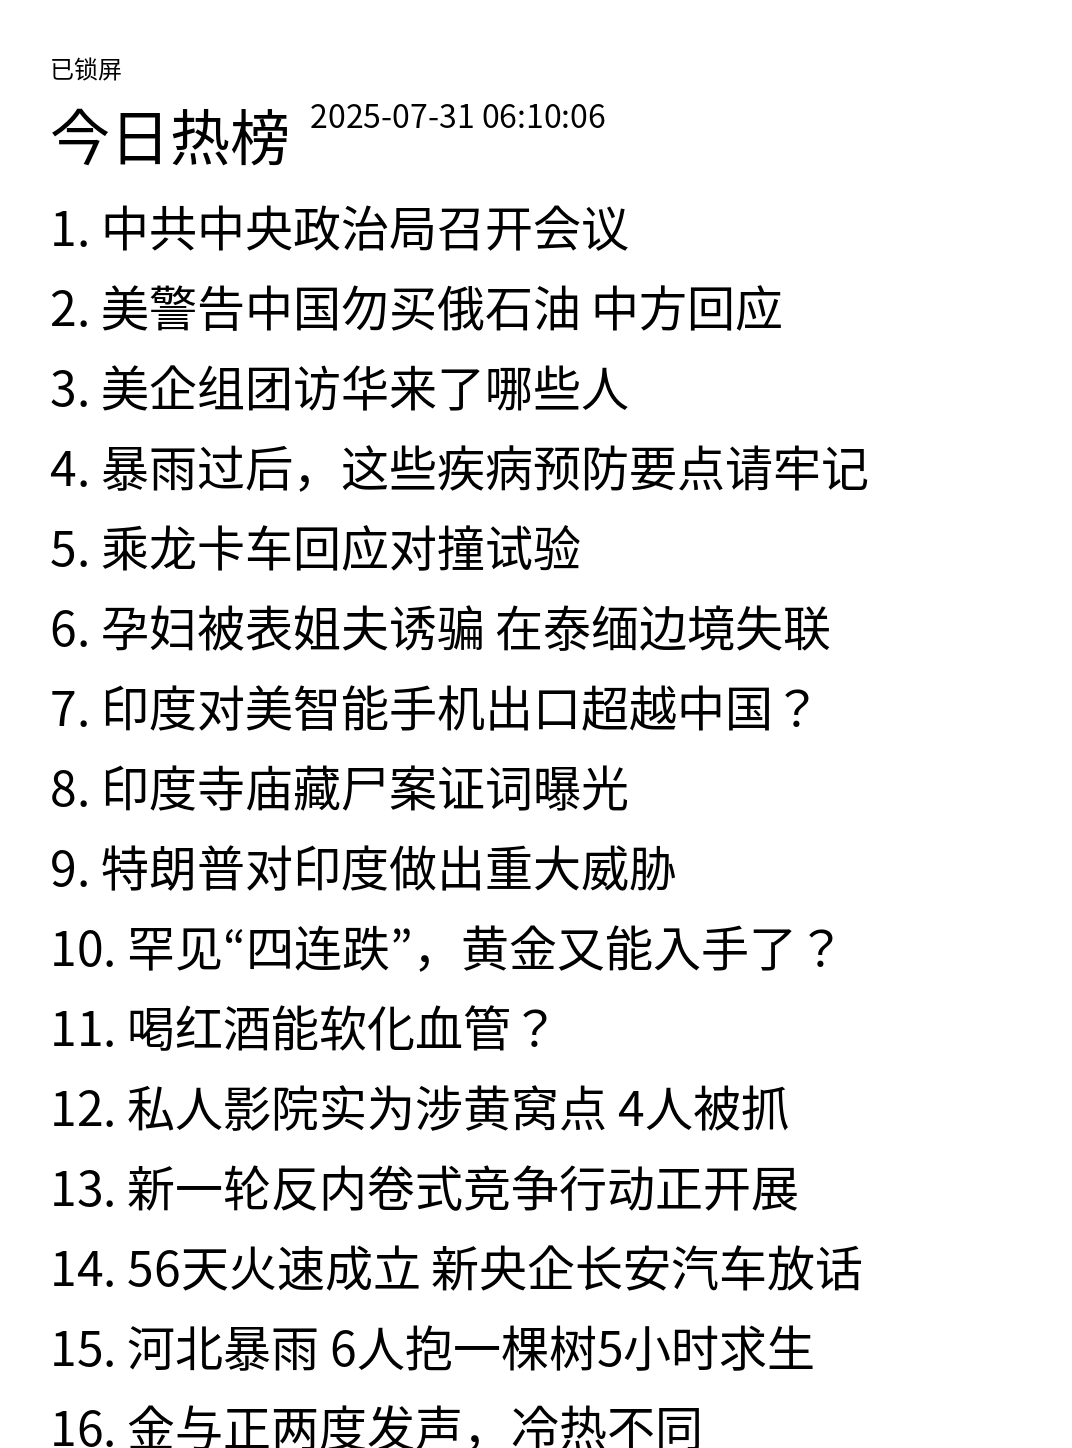 已锁屏
今日热榜 2025-07-31 06:10:06
1. 中共中央政治局召开会议
2. 美警告中国勿买俄石油 中方回应
3. 美企组团访华来了哪些人
4. 暴雨过后，这些疾病预防要点请牢记
5. 乘龙卡车回应对撞试验
6. 孕妇被表姐夫诱骗 在泰缅边境失联
7. 印度对美智能手机出口超越中国？
8. 印度寺庙藏尸案证词曝光
9. 特朗普对印度做出重大威胁
10. 罕见“四连跌”，黄金又能入手了？
11. 喝红酒能软化血管？
12. 私人影院实为涉黄窝点 4人被抓
13. 新一轮反内卷式竞争行动正开展
14. 56天火速成立 新央企长安汽车放话
15. 河北暴雨 6人抱一棵树5小时求生
16. 金与正两度发声，冷热不同